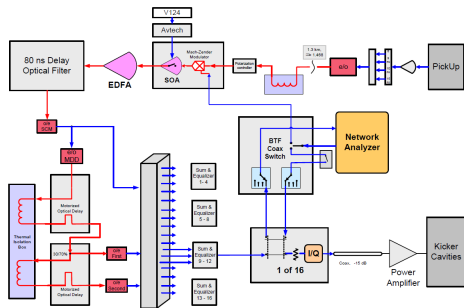 V124
Avtech
Mach-Zender
Modulator
SOA
EDFA
80 ns Delay
Optical Filter
Polarization
controller
1.3 km,
E/O
PickUp
O/E
SCM
E/O
MDD
BTF
Coax
Switch
Network
Analyzer
Sum &
Equalizer
1- 4
Sum &
Equalizer
5 - 8
Sum &
Equalizer
9 - 12
Sum &
Equalizer
13 - 16
Motorized
Optical Delay
Thermal
Isolation
Box
30/70%
O/E
First
O/E
Second
Motorized
Optical Delay
I/Q
1 of 16
Coax, -15 dB
Power
Amplifier
Kicker
Cavities